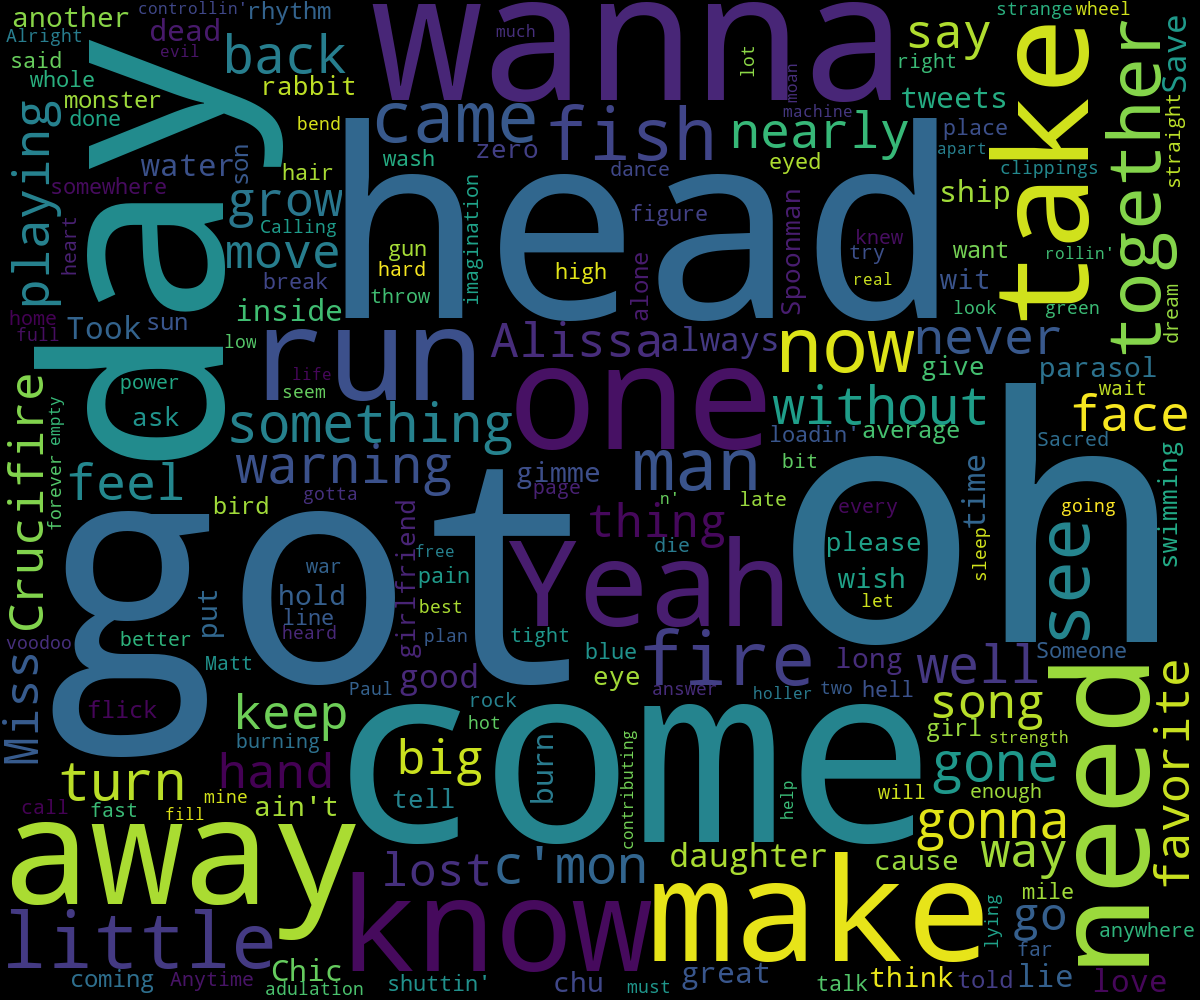 another
controllin'
rhythm
wanna
much
strange
wheel
Alright
dead
evil
back
say
take
Save
said
whole
rabbit
lot
right
together
monster
done
day
bend
came
fish
nearly
moan
machine
tweets
place
apart
straight
playing
water
son
hair
wash
zero
dance
eyed
clippings
somewhere
grow
head
imagination
figure
Spoonman
knew
try
real
ship
heart
Calling
move
gun
hard
high
alone
want
rollin'
break
throw
wit
home
full
Took
sun
inside
look
green
dream
low
run
Alissa
always
now
never
give
parasol
life
seem
one
wait
power
ask
something
without
face
Crucifire
forever
empty
feel
warning
gimme
man
loadin'
average
Sacred
bit
bird
gotta
page
n'
late
time
swimming
got
girlfriend
thing
every
oh
going
free
Yeah
die
please
see
sleep
war
pain
wish
hold
let
line
best
put
heard
plan
tight
voodoo
better
Miss
Matt
blue
fire
long
well
Someone
Paul
good
eye
answer
holler
two
hell
need
favorite
flick
keep
rock
hot
song
girl
strength
burning
big
come
turn
hand
burn
contributing
gone
call
fast
fill
mine
ain't
tell
help
will
enough
gonna
away
lost
c'mon
daughter
cause
way
little
know
make
lying
mile
go
anywhere
far
coming
Anytime
Chic
adulation
shuttin'
chu
must
great
talk
think
told
lie
love